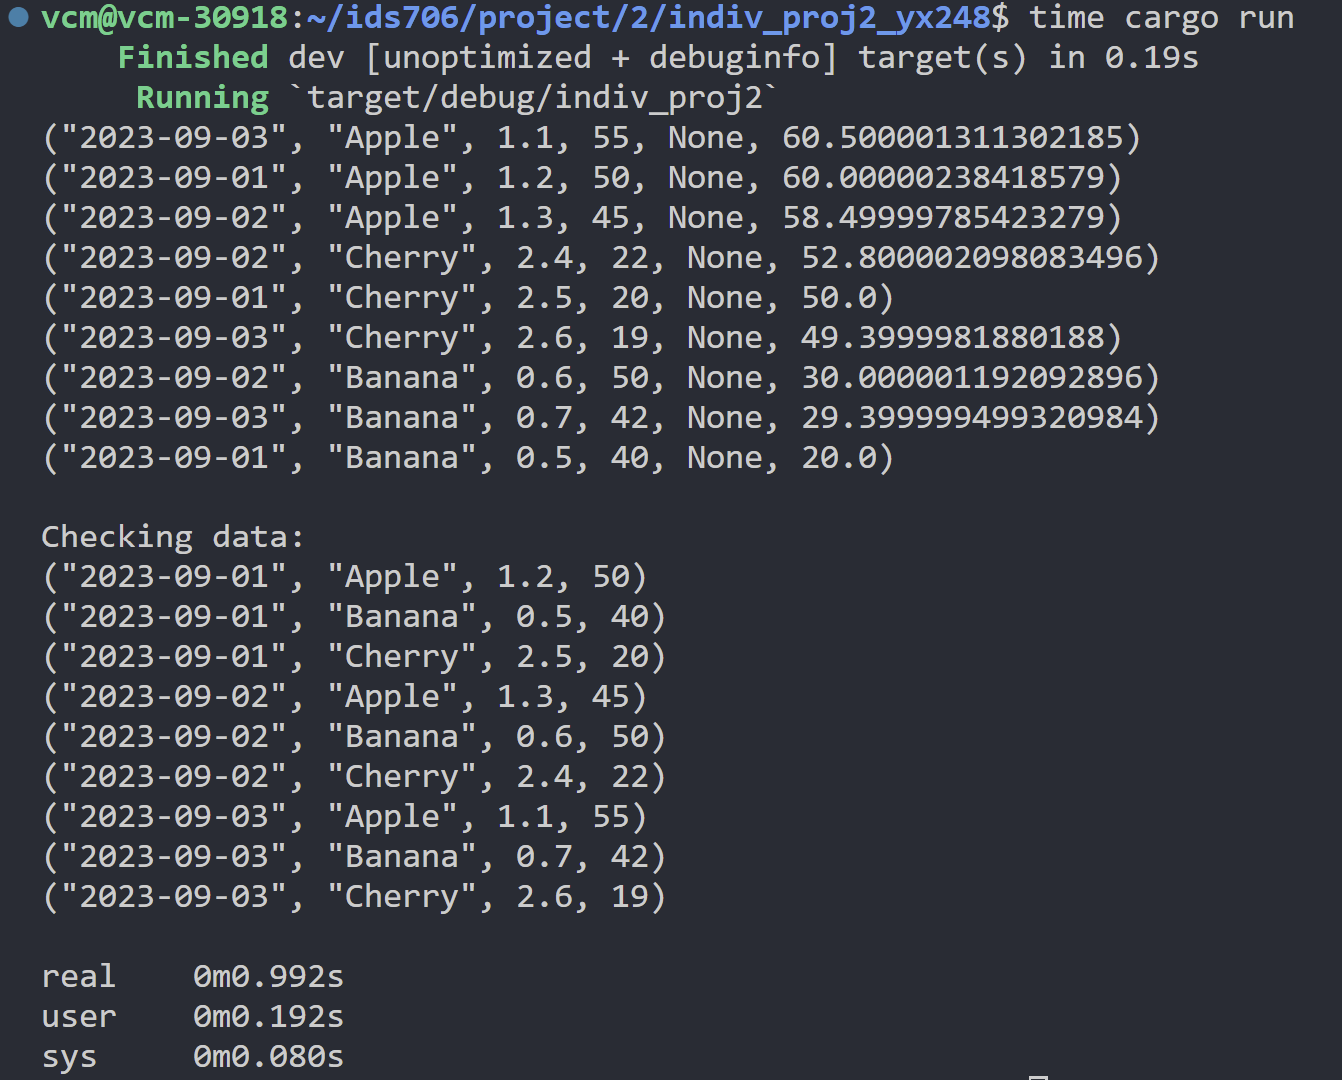 vcm@vcm-30918:~/ids706/project/2/indiv_proj2_yx248$ time cargo run
Finished dev [unoptimized + debuginfo] target(s) in 0.19s
Running `target/debug/indiv_proj2`
("2023-09-03", "Apple", 1.1, 55, None, 60.500001311302185)
("2023-09-01", "Apple", 1.2, 50, None, 60.00000238418579)
("2023-09-02", "Apple", 1.3, 45, None, 58.49999785423279)
("2023-09-02", "Cherry", 2.4, 22, None, 52.800002098083496)
("2023-09-01", "Cherry", 2.5, 20, None, 50.0)
("2023-09-03", "Cherry", 2.6, 19, None, 49.3999981880188)
("2023-09-02", "Banana", 0.6, 50, None, 30.000001192092896)
("2023-09-03", "Banana", 0.7, 42, None, 29.399999499320984)
("2023-09-01", "Banana", 0.5, 40, None, 20.0)
Checking data:
("2023-09-01", "Apple", 1.2, 50)
("2023-09-01", "Banana", 0.5, 40)
("2023-09-01", "Cherry", 2.5, 20)
("2023-09-02", "Apple", 1.3, 45)
("2023-09-02", "Banana", 0.6, 50)
("2023-09-02", "Cherry", 2.4, 22)
("2023-09-03", "Apple", 1.1, 55)
("2023-09-03", "Banana", 0.7, 42)
("2023-09-03", "Cherry", 2.6, 19)
real 0m0.992s
user 0m0.192s
sys 0m0.080s